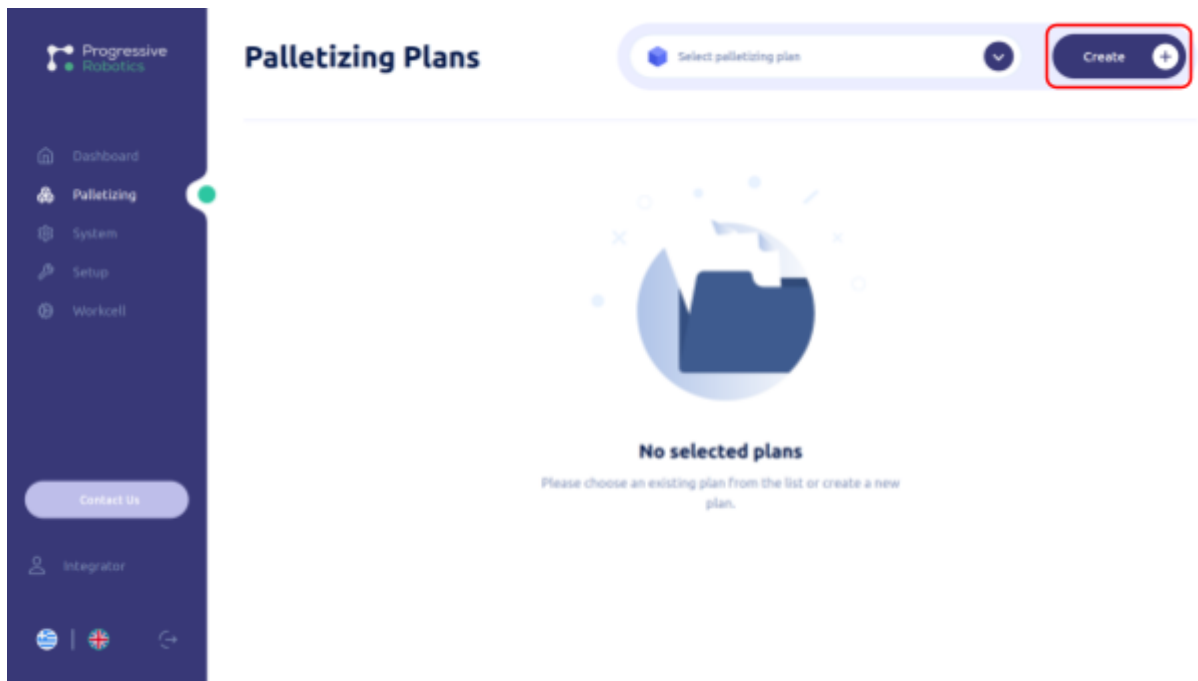 Progressive
Robotics
Palletizing Plans
Select palletizing plan
Create
Dashboard
Palletizing
System
Setup
Workcell
No selected plans
Please choose an existing plan from the list or create a new
plan.
Contact Us
Integrator